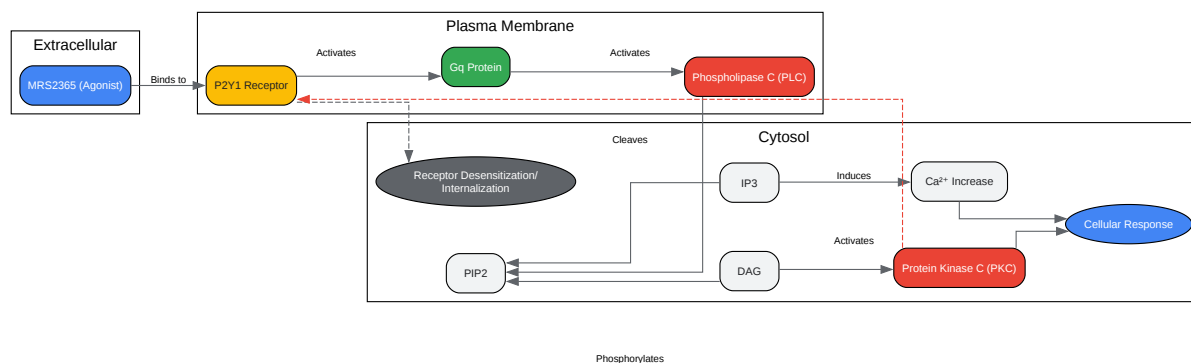 Plasma Membrane
Extracellular
Activates
Activates
Gq Protein
MRS2365 (Agonist)
Binds to
P2Y1 Receptor
Phospholipase C (PLC)
Cytosol
Cleaves
Receptor Desensitization/
Internalization
IP3
Induces
Ca²⁺ Increase
Cellular Response
Activates
PIP2
DAG
Protein Kinase C (PKC)
Phosphorylates